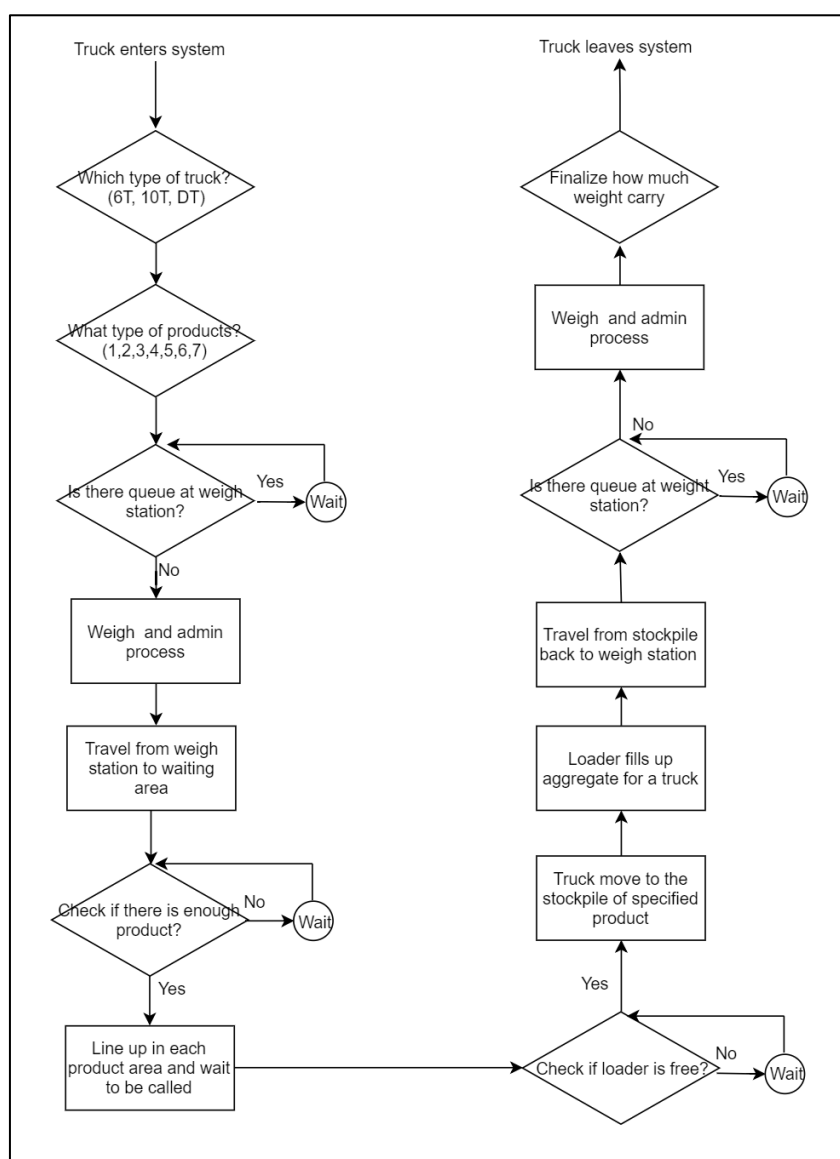 Truck enters system
Which type of truck?
(6T, 10T, DT)
What type of products?
(1,2,3,4,5,6,7)
Is there queue at weigh
station?
Yes
Wait
No
Weigh and admin
process
Travel from weigh
station to waiting
area
Check if there is enough
product?
No
Wait
Yes
Line up in each
product area and wait
to be called
Check if loader is free?
No
Wait
Yes
Truck move to the
stockpile of specified
product
Loader fills up
aggregate for a truck
Travel from stockpile
back to weigh station
Is there queue at weight
station?
Yes
Wait
No
Weigh and admin
process
Finalize how much
weight carry
Truck leaves system